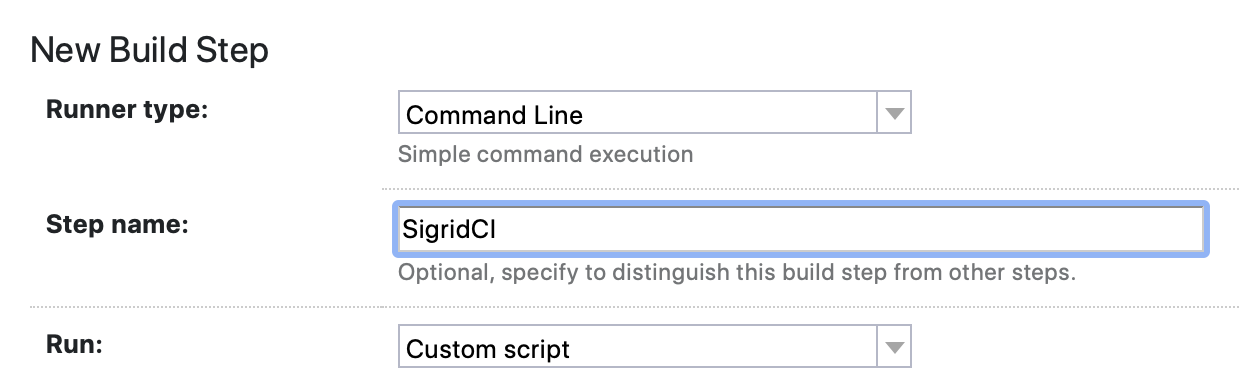 New Build Step
Runner type: Command Line
Simple command execution
Step name: SigridCI
Optional, specify to distinguish this build step from other steps.
Run: Custom script